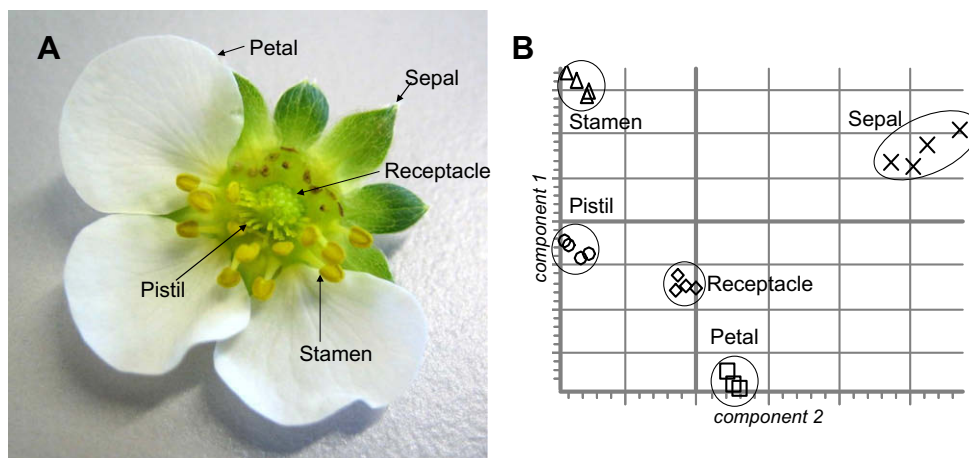 A
Petal
Sepal
Receptacle
Pistil
Stamen
B
Stamen
Sepal
Pistil
Receptacle
Petal
component 1
component 2